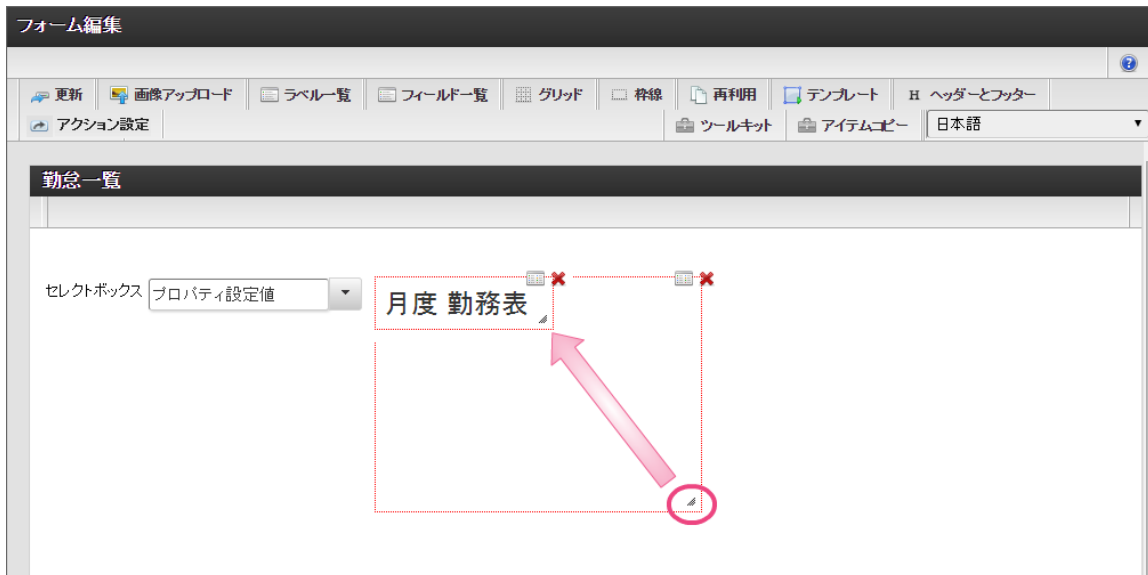 フォーム編集
更新 画像アップロード ラベル一覧 フィールド一覧 グリッド 枠線 再利用 テンプレート H ヘッダーとフッター
アクション設定 ツールキット アイテムコピー 日本語
勤怠一覧
セレクトボックス プロパティ設定値
月度 勤務表